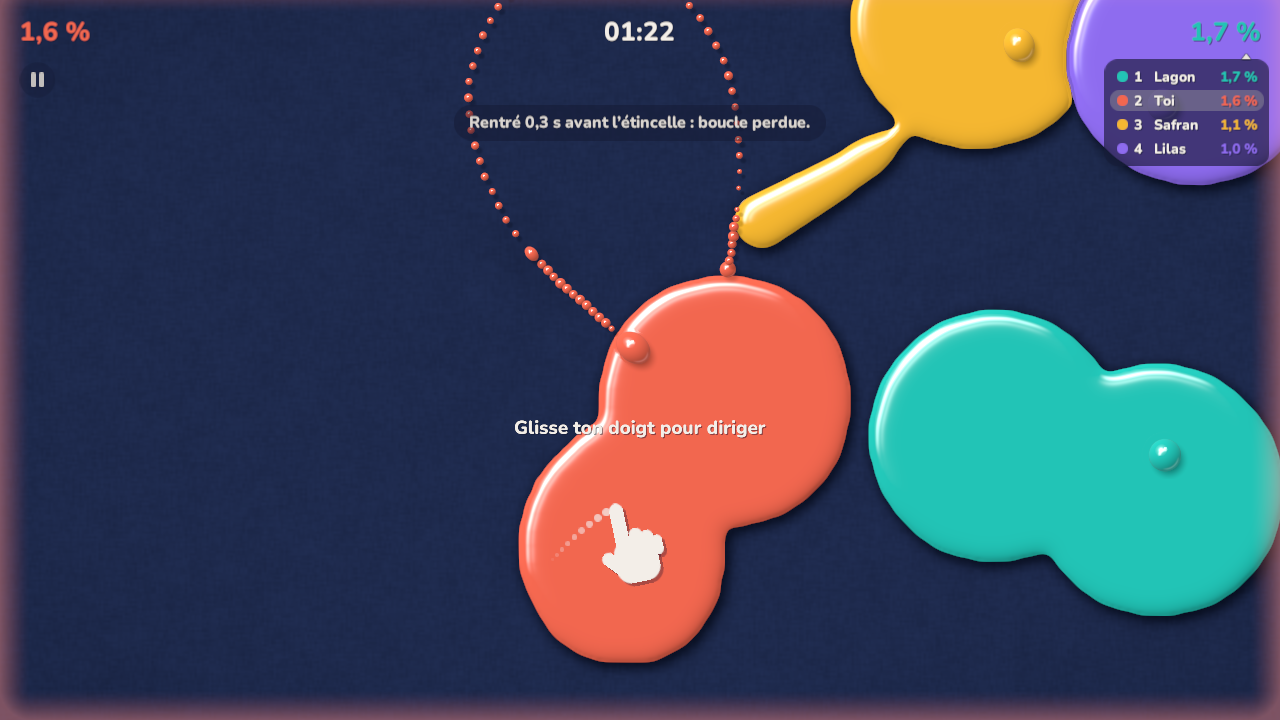 1,6 %
01:22
1,7 %
1 Lagon 1,7 %
2 Toi 1,6 %
3 Safran 1,1 %
4 Lilas 1,0 %
Rentré 0,3 s avant l’étincelle : boucle perdue.
Glisse ton doigt pour diriger